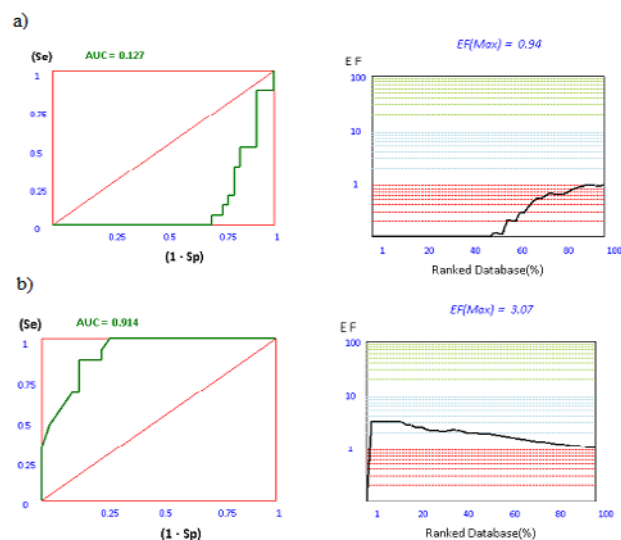 a)
(Se)
AUC = 0.127
1
0.75
0.5
0.25
0
0.25
0.5
0.75
1
(1 - Sp)
EF(Max) = 0.94
E F
100
10
1
1
20
40
60
80
100
Ranked Database(%)
b)
(Se)
AUC = 0.914
1
0.75
0.5
0.25
0
0.25
0.5
0.75
1
(1 - Sp)
EF(Max) = 3.07
E F
100
10
1
1
20
40
60
80
100
Ranked Database(%)